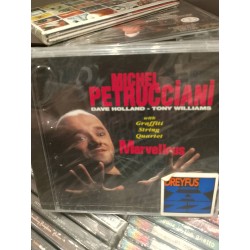 MICHEL
PETRUCCIANI
DAVE HOLLAND - TONY WILLIAMS
with
Graffiti
String
Quartet
Marvellous
DREYFUS